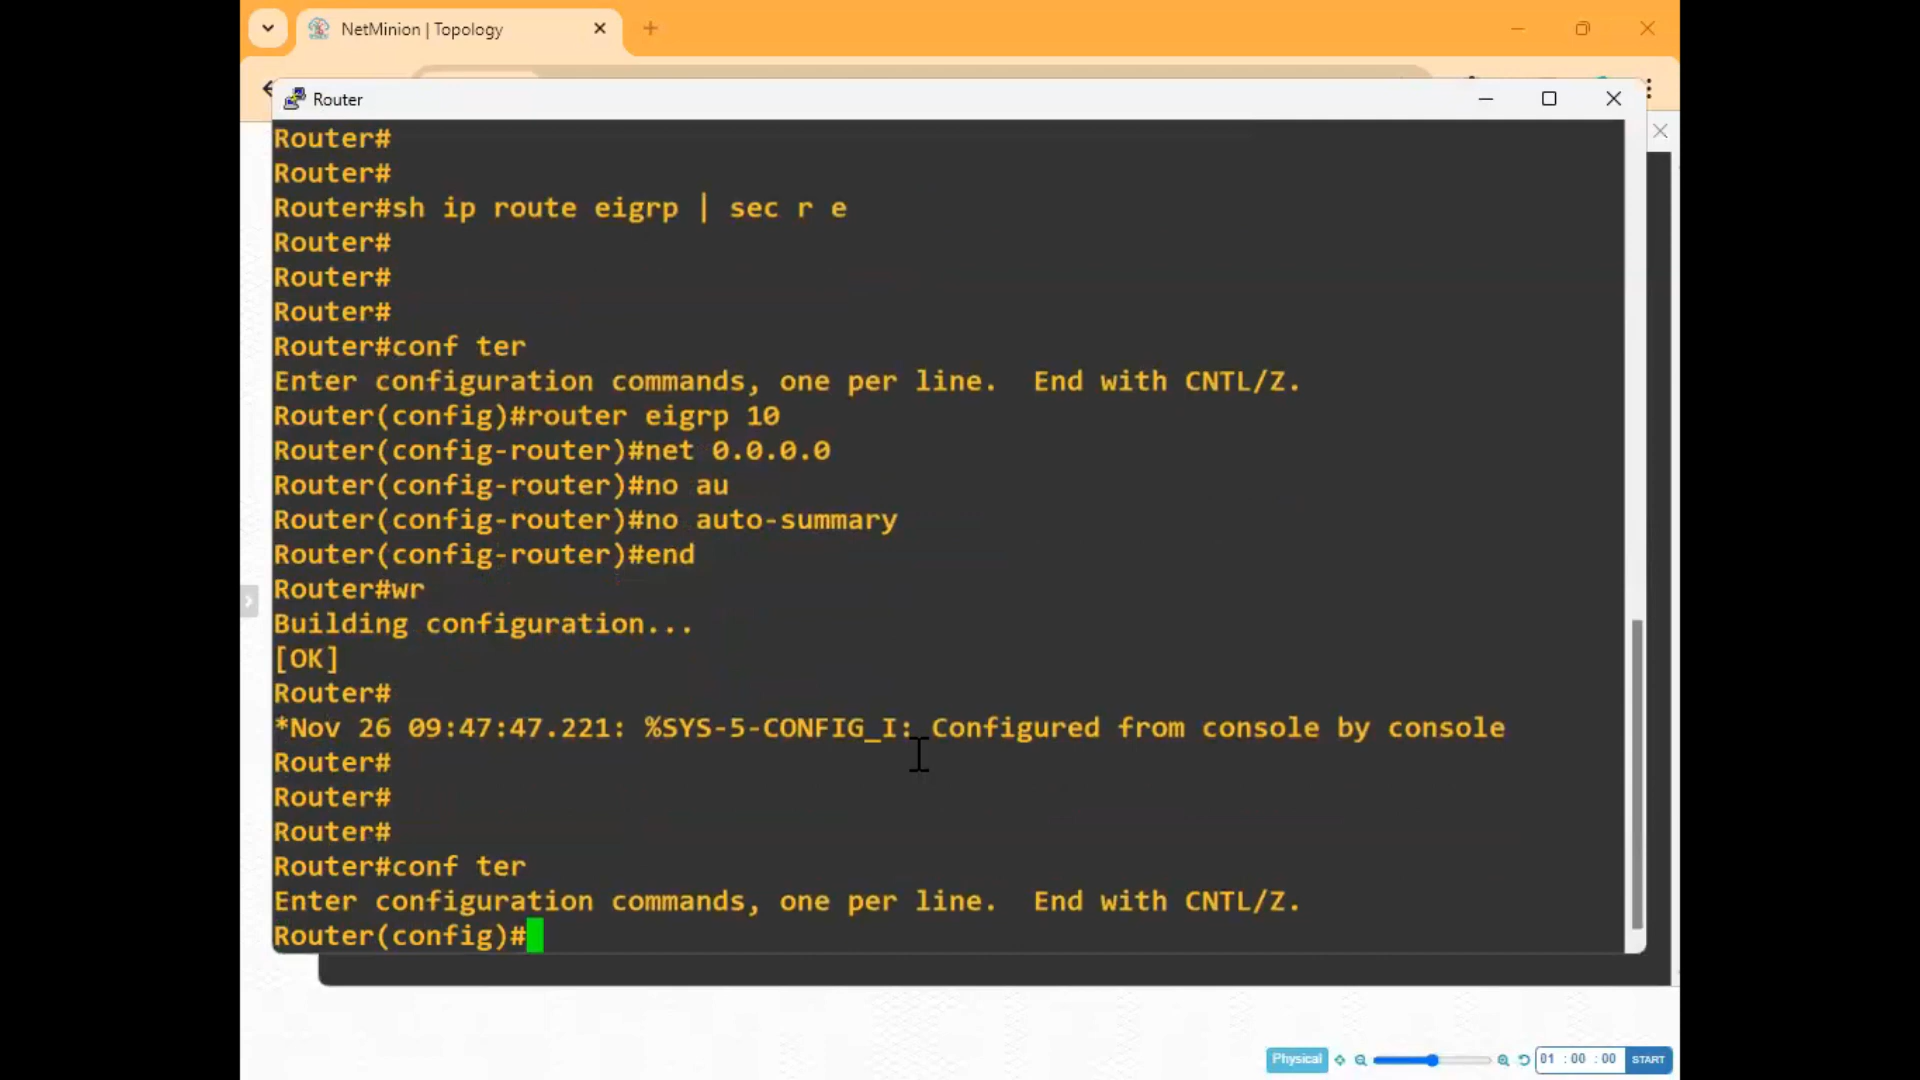 NetMinion | Topology
Router
Router#
Router#
Router#sh ip route eigrp | sec r e
Router#
Router#
Router#
Router#conf ter
Enter configuration commands, one per line.  End with CNTL/Z.
Router(config)#router eigrp 10
Router(config-router)#net 0.0.0.0
Router(config-router)#no au
Router(config-router)#no auto-summary
Router(config-router)#end
Router#wr
Building configuration...
[OK]
Router#
*Nov 26 09:47:47.221: %SYS-5-CONFIG_I: Configured from console by console
Router#
Router#
Router#
Router#conf ter
Enter configuration commands, one per line.  End with CNTL/Z.
Router(config)#
Physical 01 : 00 : 00 START